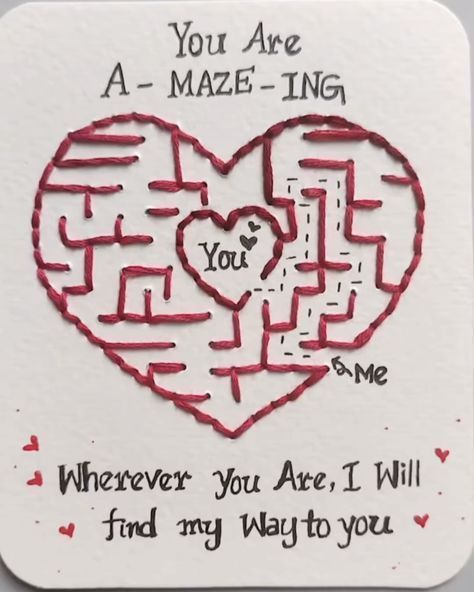 You Are
A - MAZE - ING
You
Me
Wherever you Are, I Will
find my Way to you